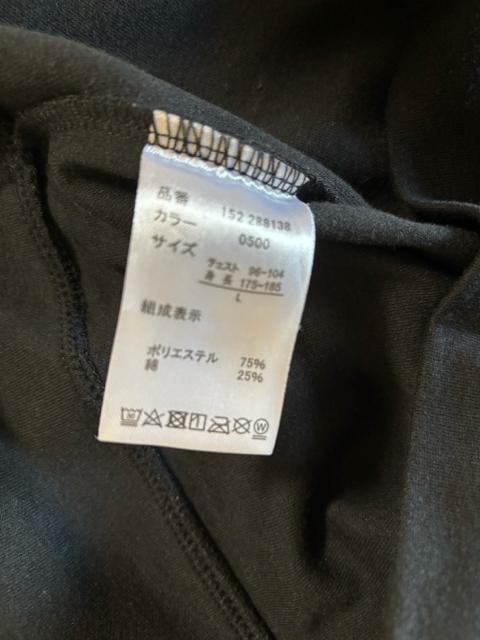 品番 152 288138
カラー 0500
サイズ
チェスト 96-104
身長 175-185
L
組成表示
ポリエステル 75%
綿 25%